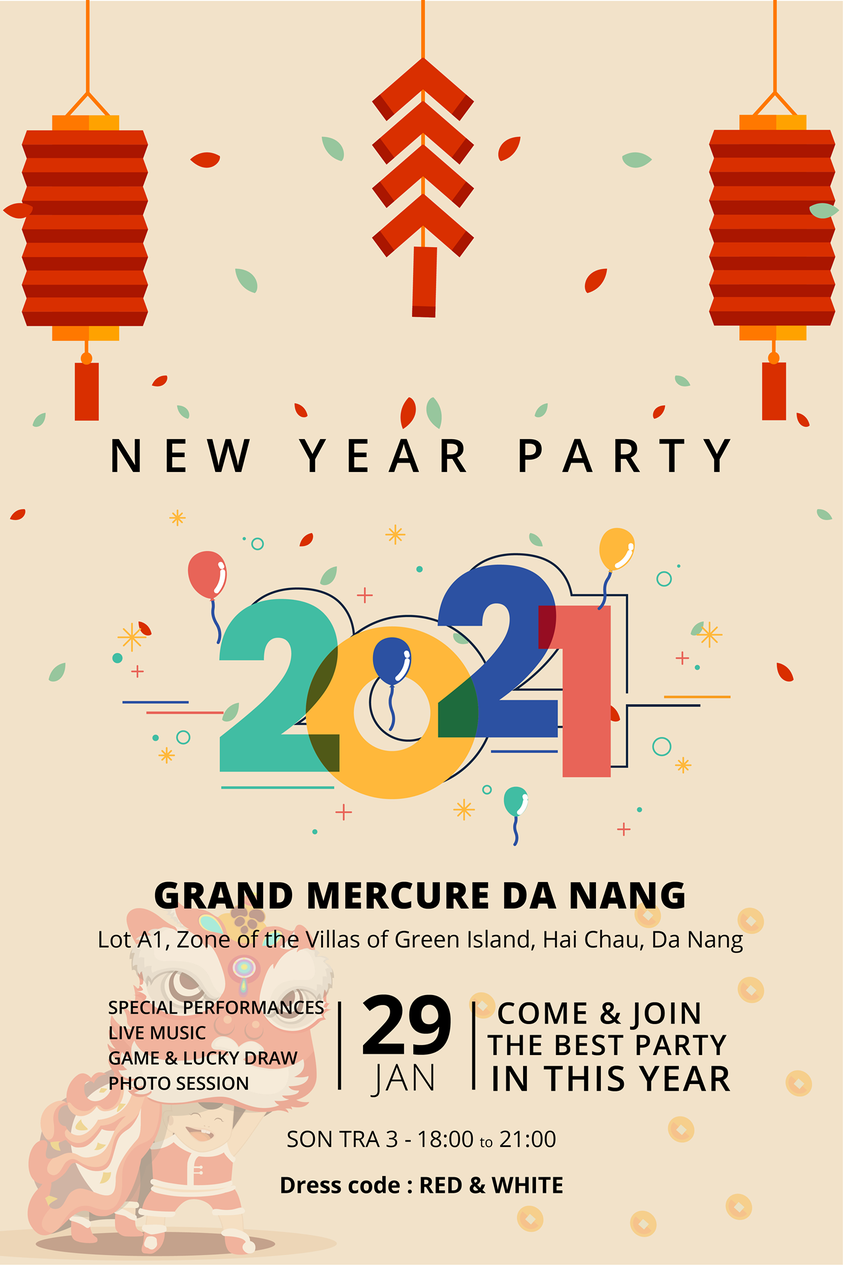 NEW YEAR PARTY
2021
GRAND MERCURE DA NANG
Lot A1, Zone of the Villas of Green Island, Hai Chau, Da Nang
SPECIAL PERFORMANCES
LIVE MUSIC
GAME & LUCKY DRAW
PHOTO SESSION
29
JAN
COME & JOIN
THE BEST PARTY
IN THIS YEAR
SON TRA 3 - 18:00 to 21:00
Dress code : RED & WHITE